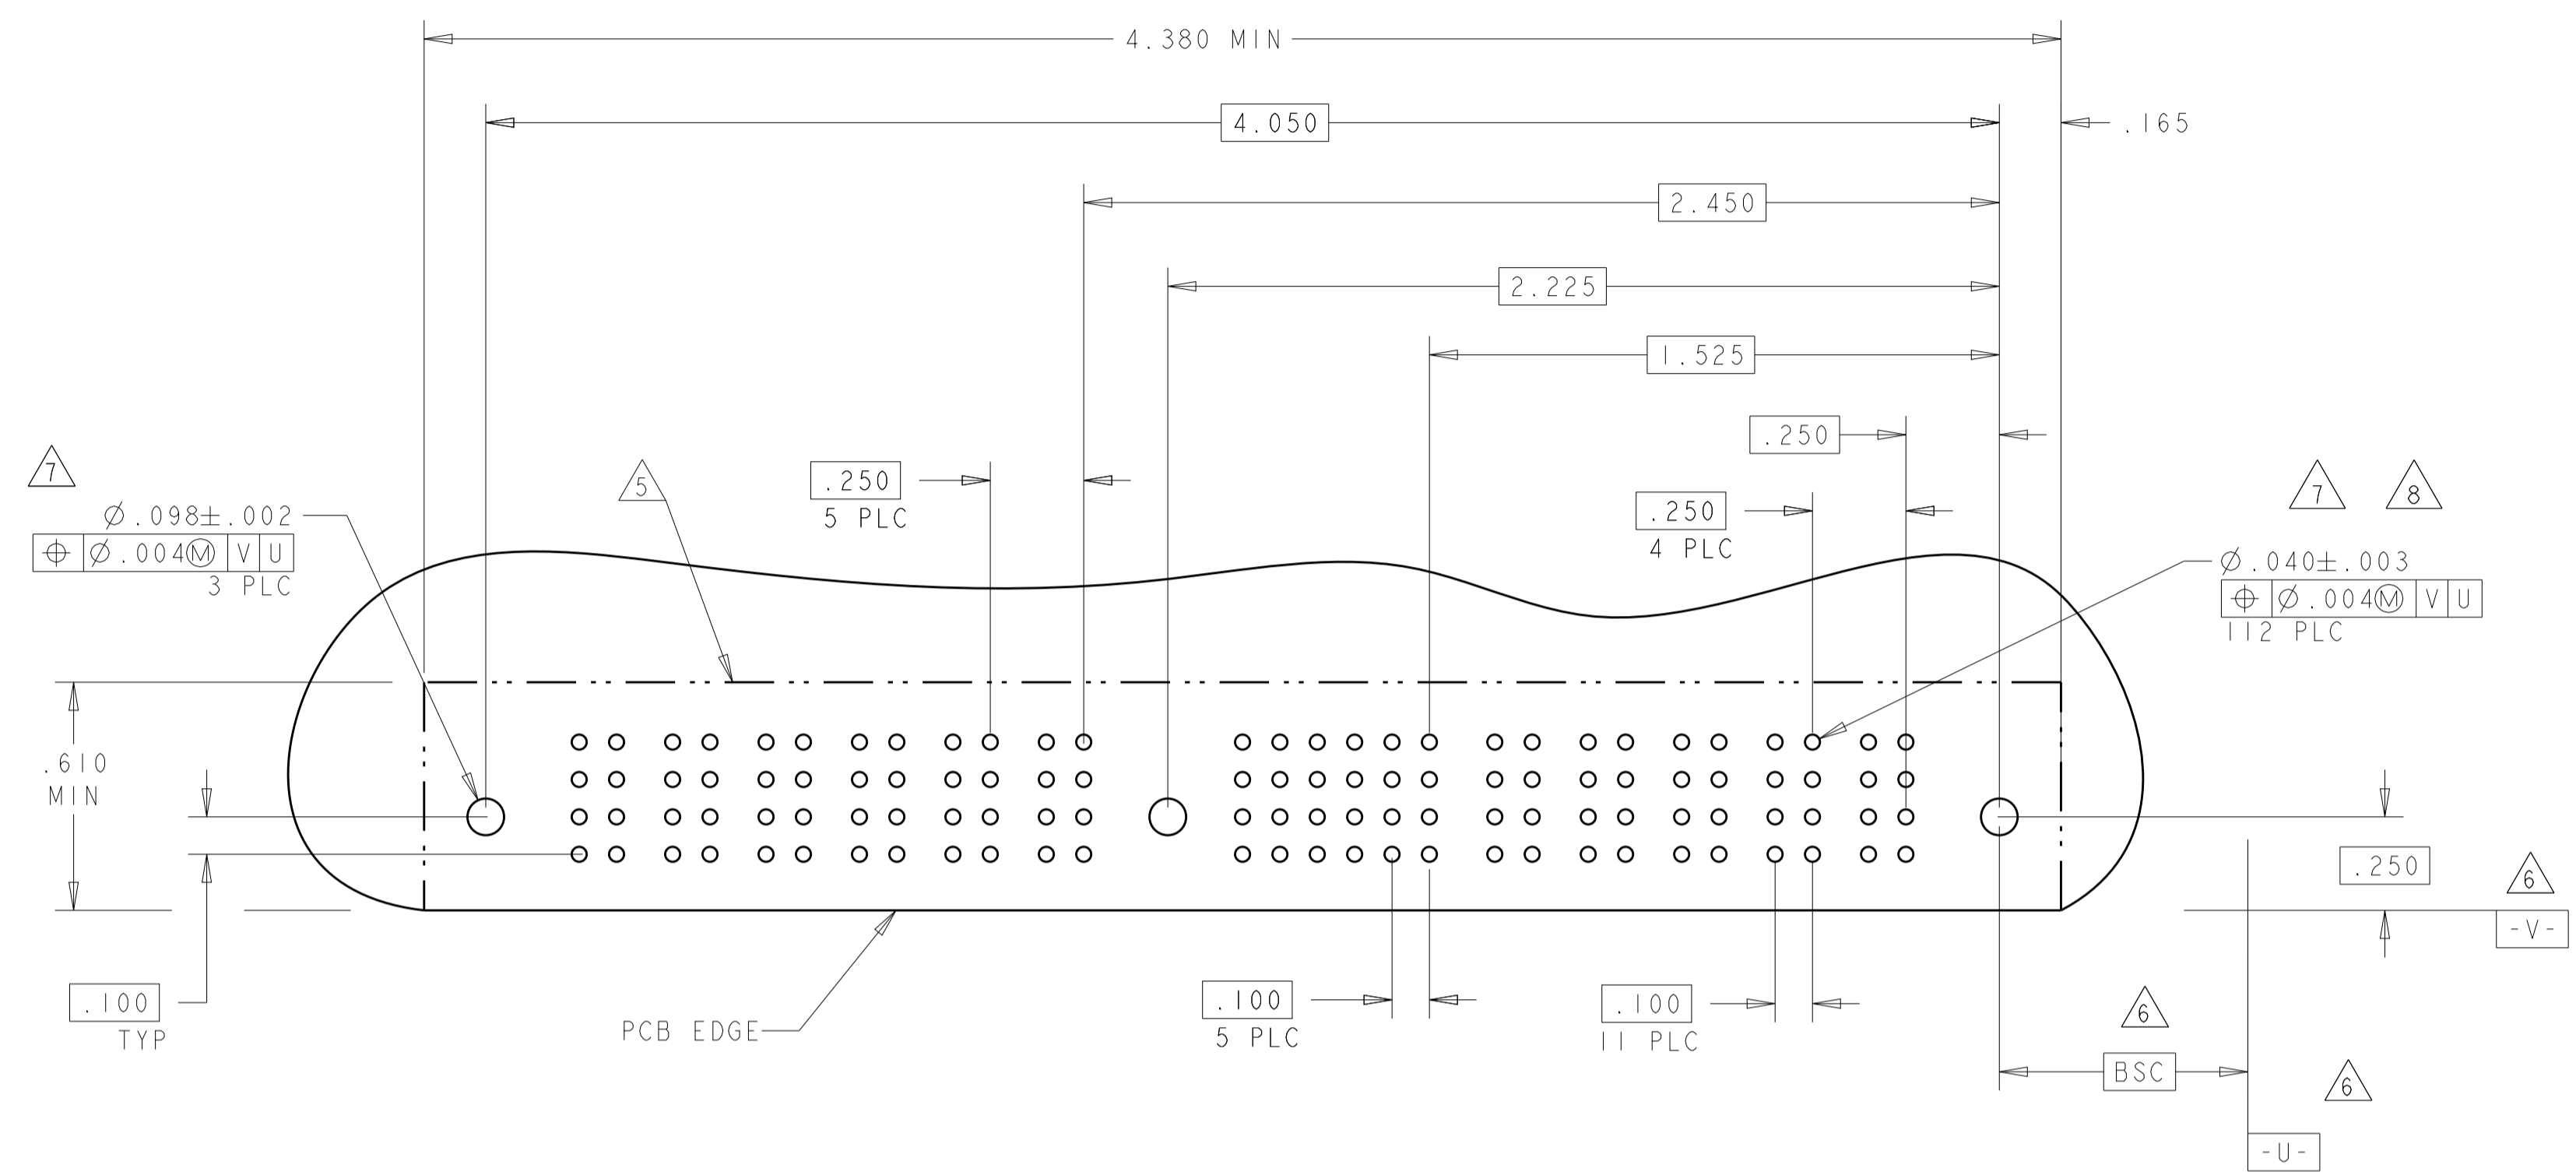 4.380 MIN
4.050
.165
2.450
2.225
1.525
.250
.250
5 PLC
.250
4 PLC
7
5
7
8
Ø.098±.002
⌖ Ø.004Ⓜ V U
3 PLC
Ø.040±.003
⌖ Ø.004Ⓜ V U
112 PLC
.610
MIN
.250
6
-V-
.100
TYP
PCB EDGE
.100
5 PLC
.100
11 PLC
6
BSC
6
-U-